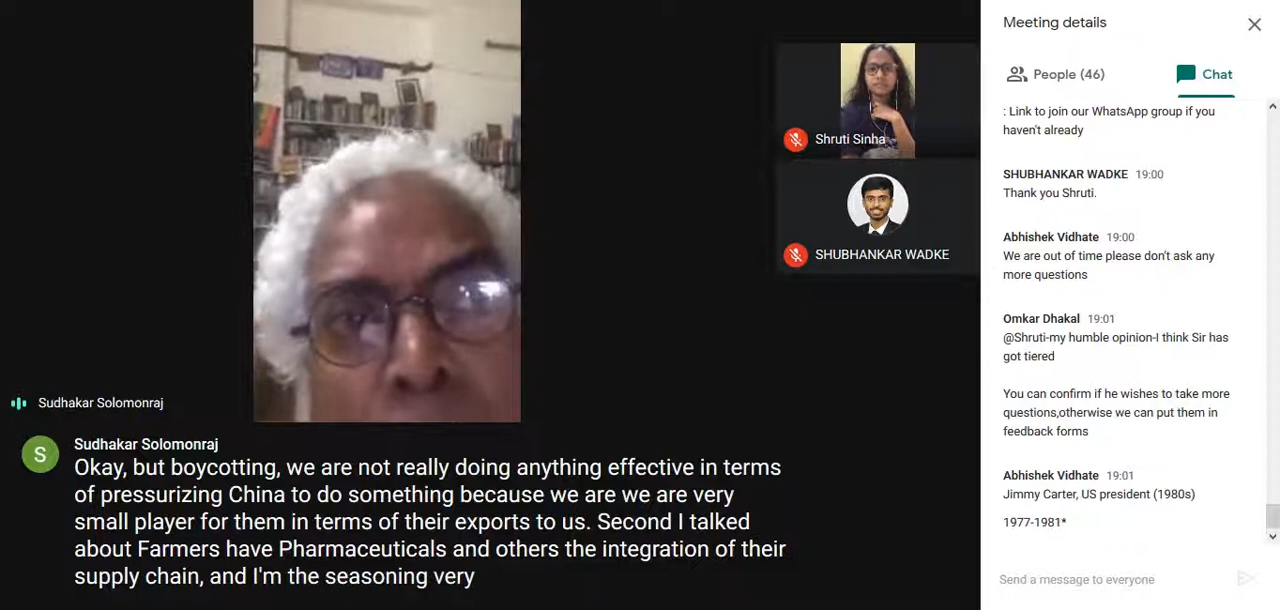 Meeting details
People (46)
Chat
: Link to join our WhatsApp group if you
haven't already
SHUBHANKAR WADKE 19:00
Thank you Shruti.
Abhishek Vidhate 19:00
We are out of time please don't ask any
more questions
Omkar Dhakal 19:01
@Shruti-my humble opinion-I think Sir has
got tiered
You can confirm if he wishes to take more
questions,otherwise we can put them in
feedback forms
Abhishek Vidhate 19:01
Jimmy Carter, US president (1980s)
1977-1981*
Send a message to everyone
Shruti Sinha
SHUBHANKAR WADKE
Sudhakar Solomonraj
S
Sudhakar Solomonraj
Okay, but boycotting, we are not really doing anything effective in terms
of pressurizing China to do something because we are we are very
small player for them in terms of their exports to us. Second I talked
about Farmers have Pharmaceuticals and others the integration of their
supply chain, and I'm the seasoning very